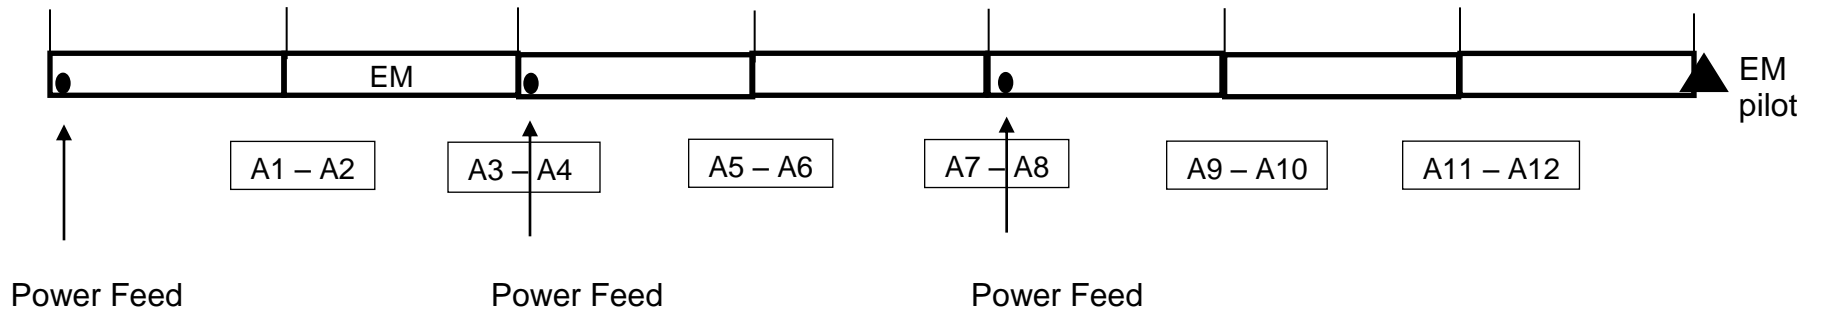 EM
EM
pilot
A1 – A2
A3 – A4
A5 – A6
A7 – A8
A9 – A10
A11 – A12
Power Feed
Power Feed
Power Feed